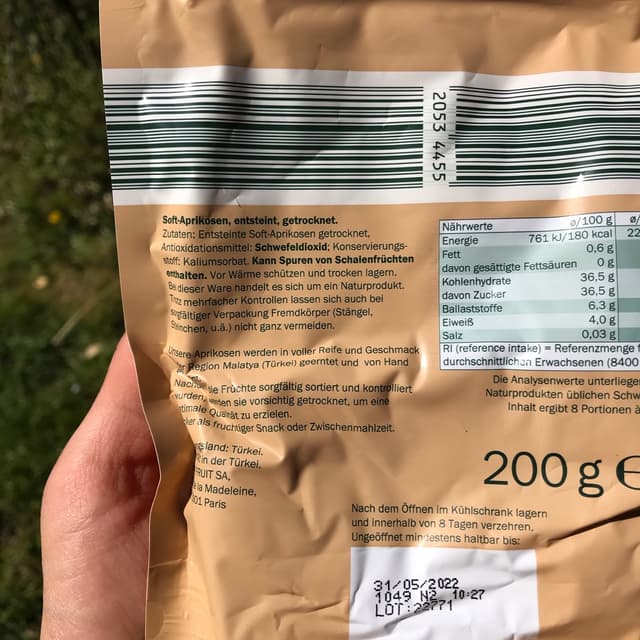 2053 4455
Soft-Aprikosen, entsteint, getrocknet.
Zutaten: Entsteinte Soft-Aprikosen getrocknet,
Antioxidationsmittel: Schwefeldioxid; Konservierungs-
stoff: Kaliumsorbat. Kann Spuren von Schalenfrüchten
enthalten. Vor Wärme schützen und trocken lagern.
Bei dieser Ware handelt es sich um ein Naturprodukt.
Trotz mehrfacher Kontrollen lassen sich auch bei
sorgfältiger Verpackung Fremdkörper (Stängel,
Steinchen, u.ä.) nicht ganz vermeiden.
Unsere Aprikosen werden in voller Reife und Geschmack
Region Malatya (Türkei) geerntet und von Hand
die Früchte sorgfältig sortiert und kontrolliert
wurden, sie vorsichtig getrocknet, um eine
Qualität zu erzielen.
als fruchtiger Snack oder Zwischenmahlzeit.
Türkei.
in der Türkei.
SA,
la Madeleine,
Paris
Nährwerte ø/100 g ø/
Energie 761 kJ/180 kcal 22
Fett 0,6 g
davon gesättigte Fettsäuren 0 g
Kohlenhydrate 36,5 g
davon Zucker 36,5 g
Ballaststoffe 6,3 g
Eiweiß 4,0 g
Salz 0,03 g
RI (reference intake) = Referenzmenge f
durchschnittlichen Erwachsenen (8400
Die Analysenwerte unterliege
Naturprodukten üblichen Schw
Inhalt ergibt 8 Portionen à
200 g e
Nach dem Öffnen im Kühlschrank lagern
und innerhalb von 8 Tagen verzehren.
Ungeöffnet mindestens haltbar bis:
31/05/2022
1049 N2 10:27
LOT:22771